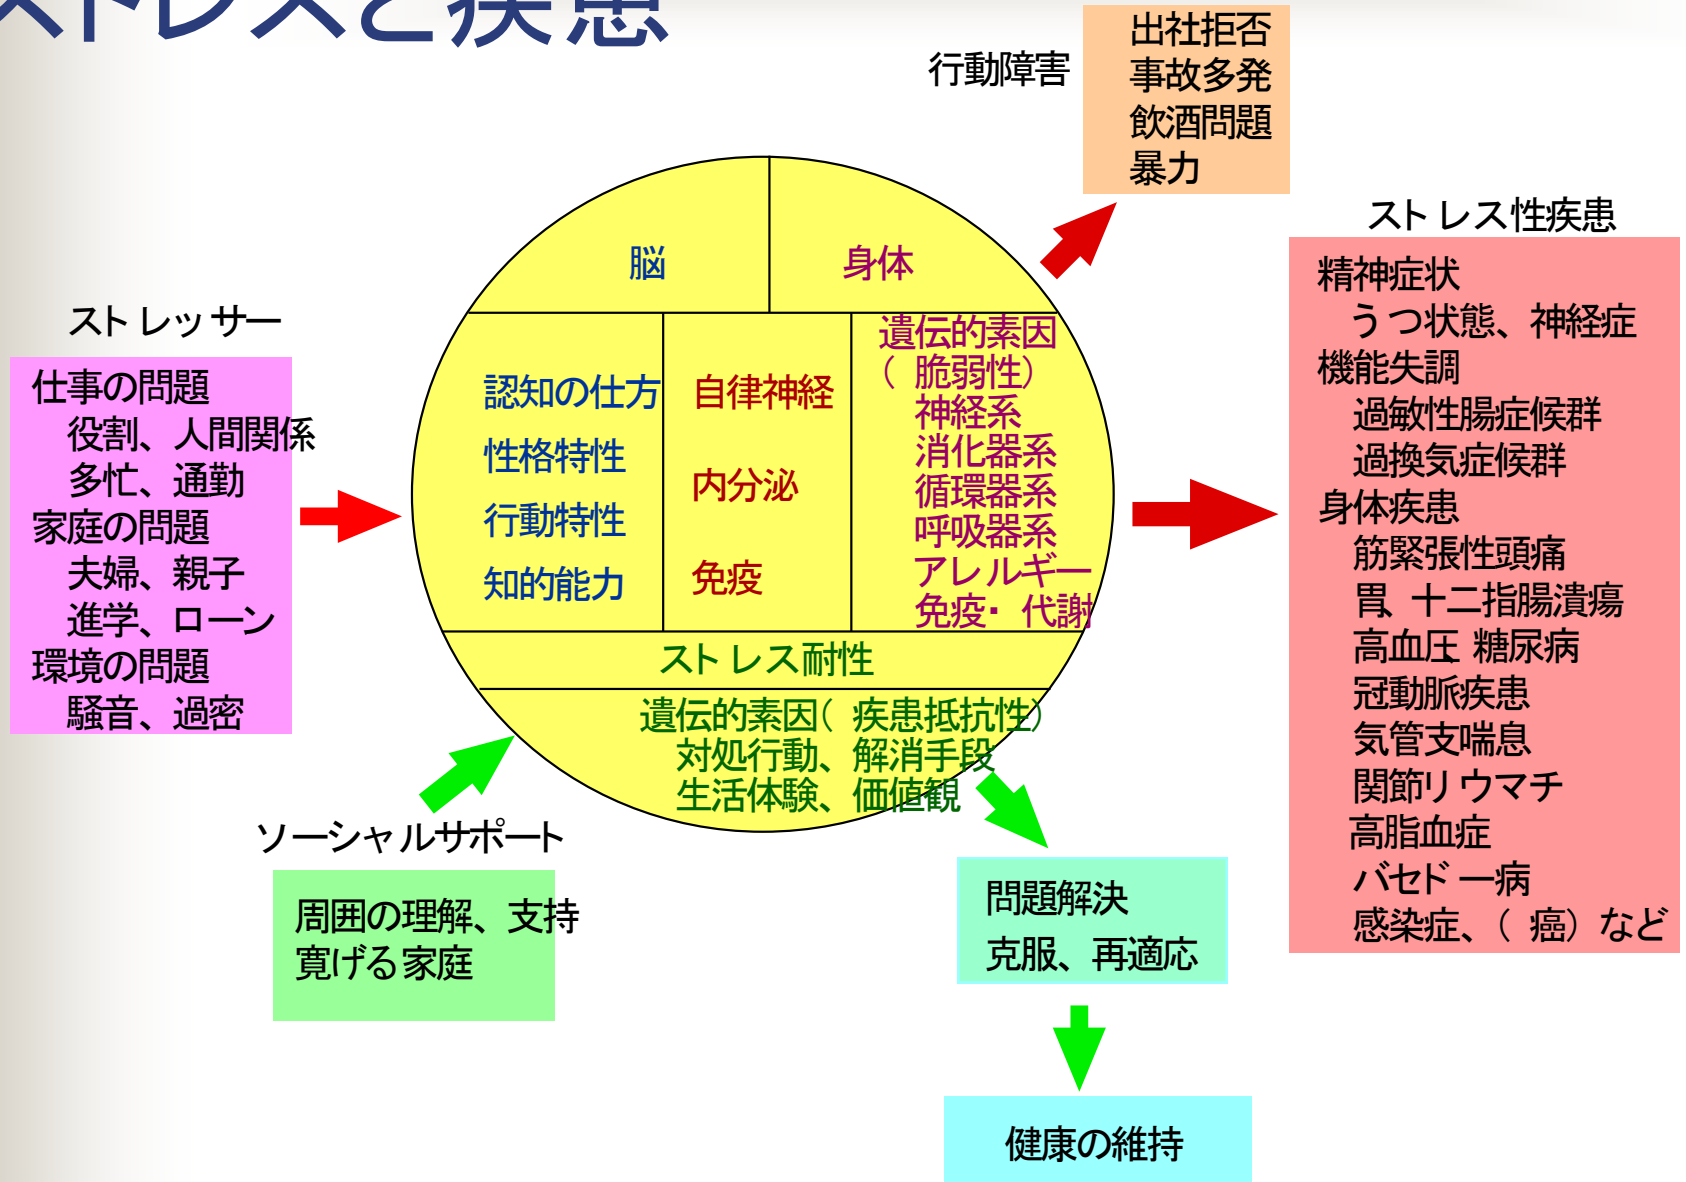 ストレスと疾患
行動障害
出社拒否
事故多発
飲酒問題
暴力
ストレッサー
仕事の問題
役割、人間関係
多忙、通勤
家庭の問題
夫婦、親子
進学、ローン
環境の問題
騒音、過密
脳
身体
認知の仕方
性格特性
行動特性
知的能力
自律神経
内分泌
免疫
遺伝的素因
（脆弱性）
神経系
消化器系
循環器系
呼吸器系
アレルギー
免疫・代謝
ストレス耐性
遺伝的素因（疾患抵抗性）
対処行動、解消手段
生活体験、価値観
ストレス性疾患
精神症状
うつ状態、神経症
機能失調
過敏性腸症候群
過換気症候群
身体疾患
筋緊張性頭痛
胃、十二指腸潰瘍
高血圧、糖尿病
冠動脈疾患
気管支喘息
関節リウマチ
高脂血症
バセドー病
感染症、（癌）など
ソーシャルサポート
周囲の理解、支持
寛げる家庭
問題解決
克服、再適応
健康の維持